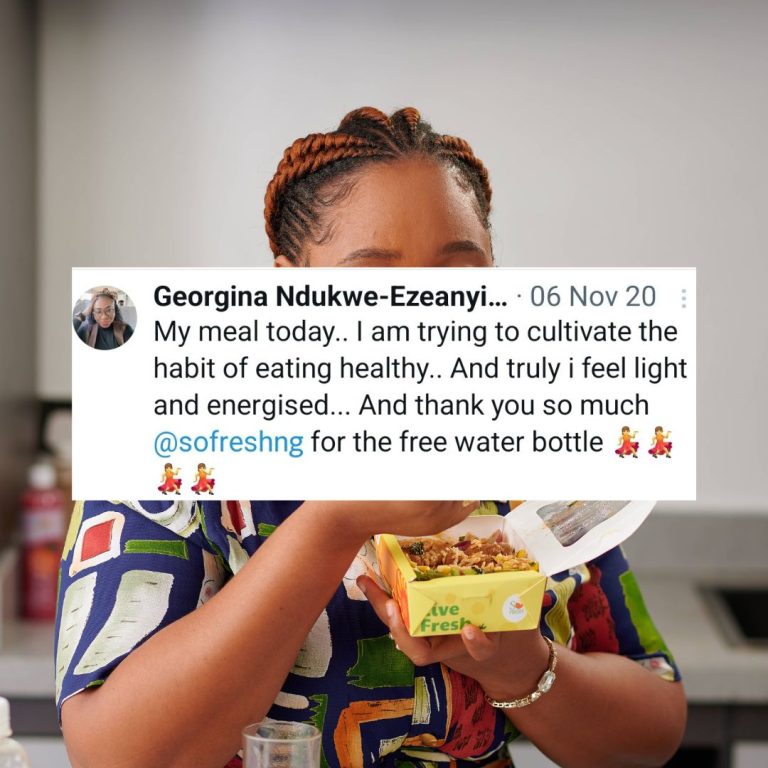 Georgina Ndukwe-Ezeanyi... · 06 Nov 20
My meal today.. I am trying to cultivate the
habit of eating healthy.. And truly i feel light
and energised... And thank you so much
@sofreshng for the free water bottle 💃💃
💃💃
Live
Fresh